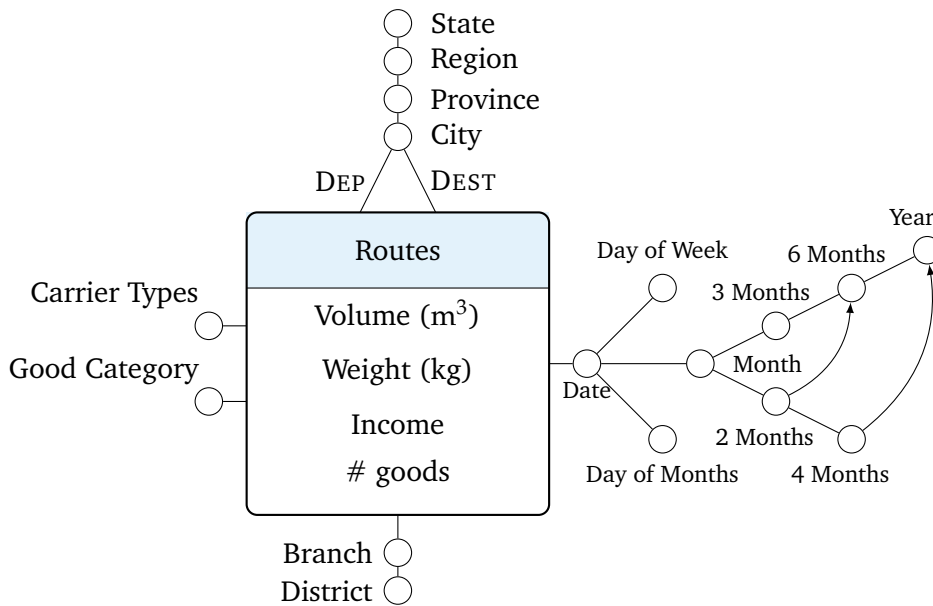 State
Region
Province
City
DEP
DEST
Routes
Volume (m³)
Weight (kg)
Income
# goods
Carrier Types
Good Category
Year
6 Months
Day of Week
3 Months
Month
Date
2 Months
Day of Months
4 Months
Branch
District